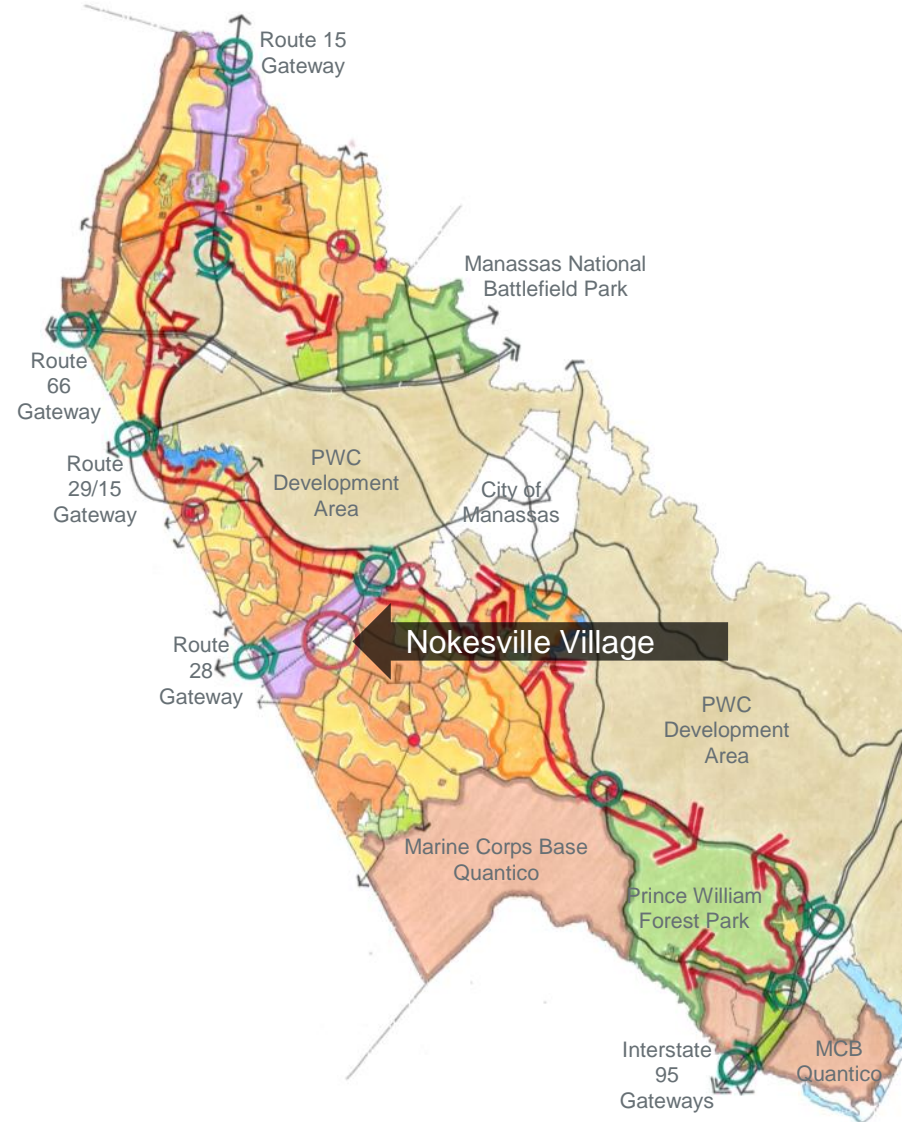 Route 15
Gateway
Manassas National
Battlefield Park
Route
66
Gateway
Route
29/15
Gateway
PWC
Development
Area
City of
Manassas
Nokesville Village
Route
28
Gateway
PWC
Development
Area
Marine Corps Base
Quantico
Prince William
Forest Park
Interstate
95
Gateways
MCB
Quantico